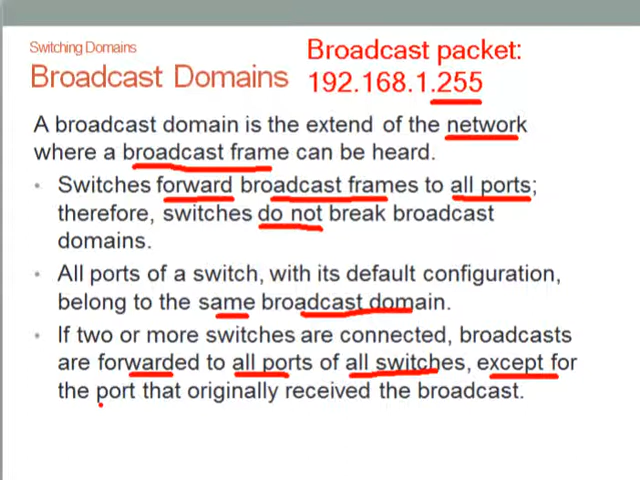 Switching Domains
Broadcast Domains
Broadcast packet:
192.168.1.255
A broadcast domain is the extend of the network
where a broadcast frame can be heard.
• Switches forward broadcast frames to all ports;
therefore, switches do not break broadcast
domains.
• All ports of a switch, with its default configuration,
belong to the same broadcast domain.
• If two or more switches are connected, broadcasts
are forwarded to all ports of all switches, except for
the port that originally received the broadcast.